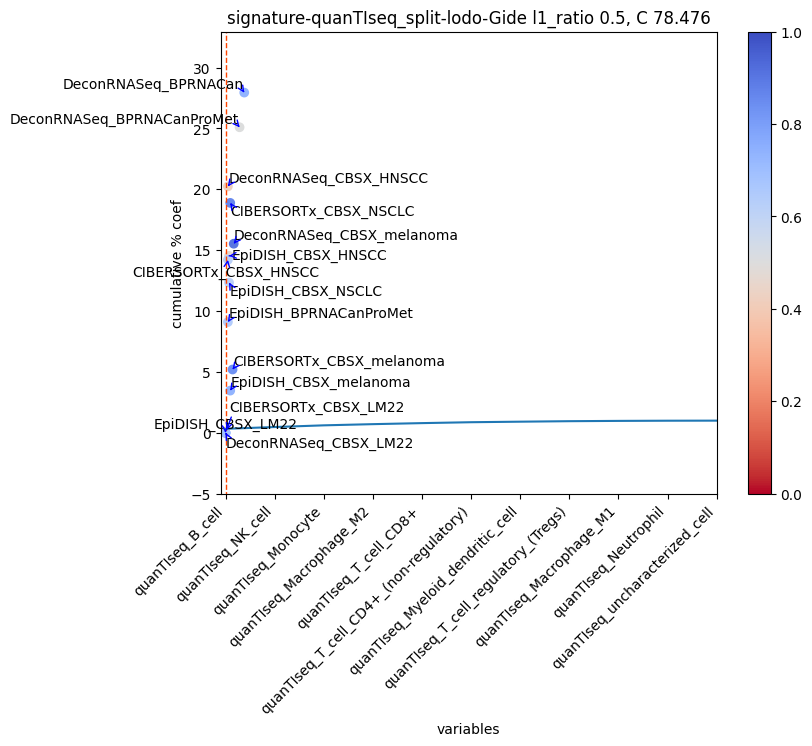 signature-quanTIseq_split-lodo-Gide l1_ratio 0.5, C 78.476
cumulative % coef
30
25
20
15
10
5
0
−5
DeconRNASeq_BPRNACan
DeconRNASeq_BPRNACanProMet
DeconRNASeq_CBSX_HNSCC
CIBERSORTx_CBSX_NSCLC
DeconRNASeq_CBSX_melanoma
EpiDISH_CBSX_HNSCC
CIBERSORTx_CBSX_HNSCC
EpiDISH_CBSX_NSCLC
EpiDISH_BPRNACanProMet
CIBERSORTx_CBSX_melanoma
EpiDISH_CBSX_melanoma
CIBERSORTx_CBSX_LM22
EpiDISH_CBSX_LM22
DeconRNASeq_CBSX_LM22
quanTIseq_B_cell
quanTIseq_NK_cell
quanTIseq_Monocyte
quanTIseq_Macrophage_M2
quanTIseq_T_cell_CD8+
quanTIseq_T_cell_CD4+_(non-regulatory)
quanTIseq_Myeloid_dendritic_cell
quanTIseq_T_cell_regulatory_(Tregs)
quanTIseq_Macrophage_M1
quanTIseq_Neutrophil
quanTIseq_uncharacterized_cell
variables
1.0
0.8
0.6
0.4
0.2
0.0